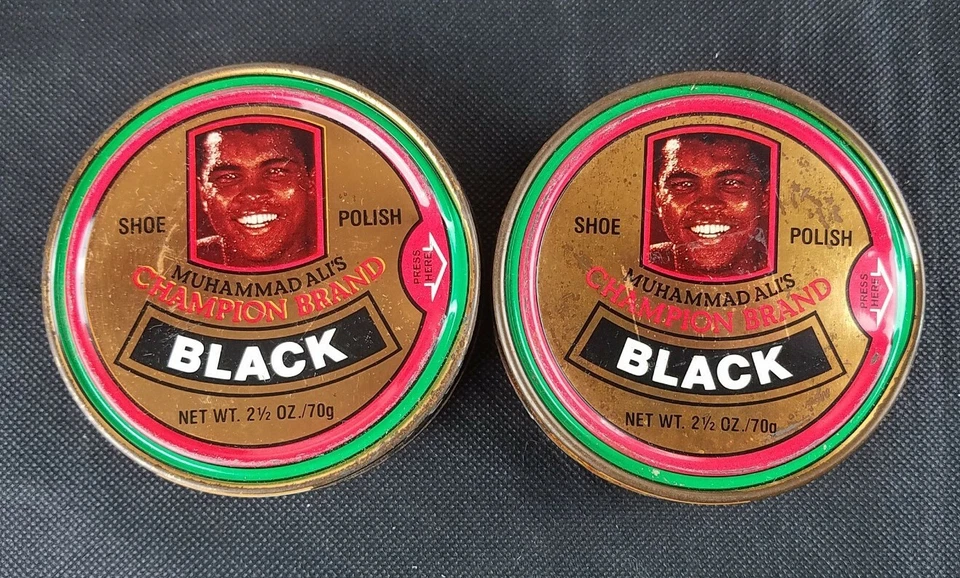 SHOE POLISH
PRESS HERE
MUHAMMAD ALI'S
CHAMPION BRAND
BLACK
NET WT. 2½ OZ./70g
SHOE POLISH
PRESS HERE
MUHAMMAD ALI'S
CHAMPION BRAND
BLACK
NET WT. 2½ OZ./70g